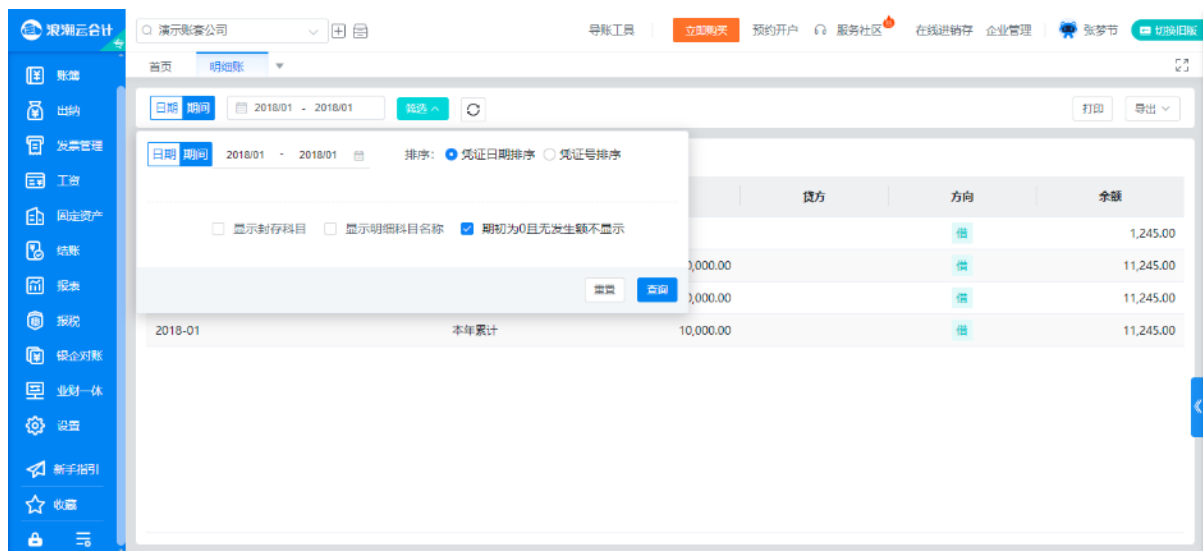 浪潮云会计 演示账套公司 导账工具 立即购买 预约开户 服务社区 在线进销存 企业管理 张梦节 切换旧版
账簿 首页 明细账
出纳 日期 期间 2018/01 - 2018/01 筛选 打印 导出
发票管理 日期 期间 2018/01 - 2018/01 排序: 凭证日期排序 凭证号排序
工资
贷方 方向 余额
固定资产
显示封存科目 显示明细科目名称 期初为0且无发生额不显示 借 1,245.00
结账
0,000.00 借 11,245.00
报表 重置 查询 0,000.00 借 11,245.00
报税
2018-01 本年累计 10,000.00 借 11,245.00
银企对账
业财一体
设置
新手指引
收藏